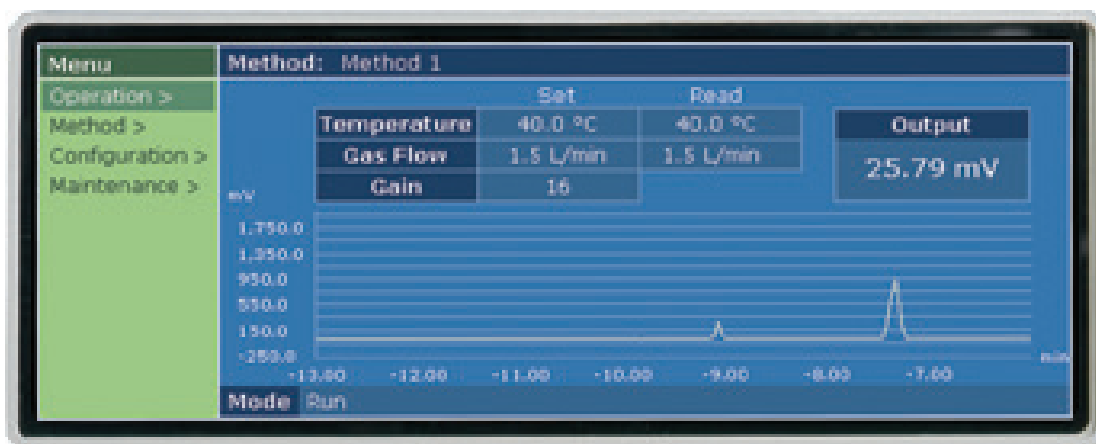 Menu
Operation >
Method >
Configuration >
Maintenance >
Method: Method 1
Set Read
Temperature 40.0 ºC 40.0 ºC
Gas Flow 1.5 L/min 1.5 L/min
Gain 16
Output
25.79 mV
mV
1,750.0
1,350.0
950.0
550.0
150.0
-250.0
min
-13.00 -12.00 -11.00 -10.00 -9.00 -8.00 -7.00
Mode Run